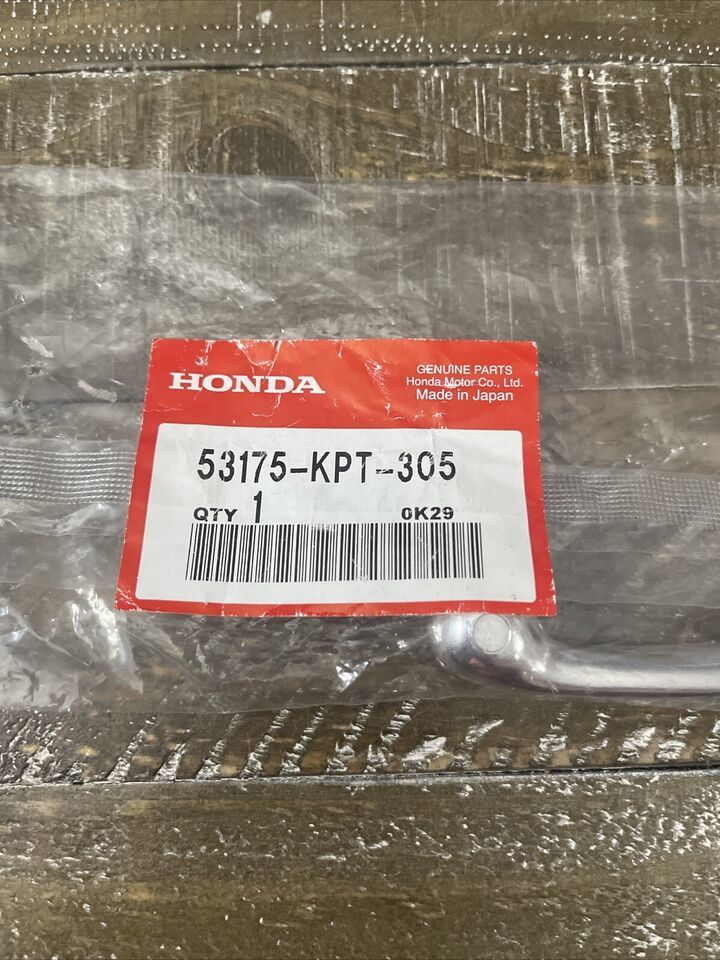 HONDA
GENUINE PARTS
Honda Motor Co., Ltd.
Made in Japan
53175-KPT-305
QTY 1 0K29